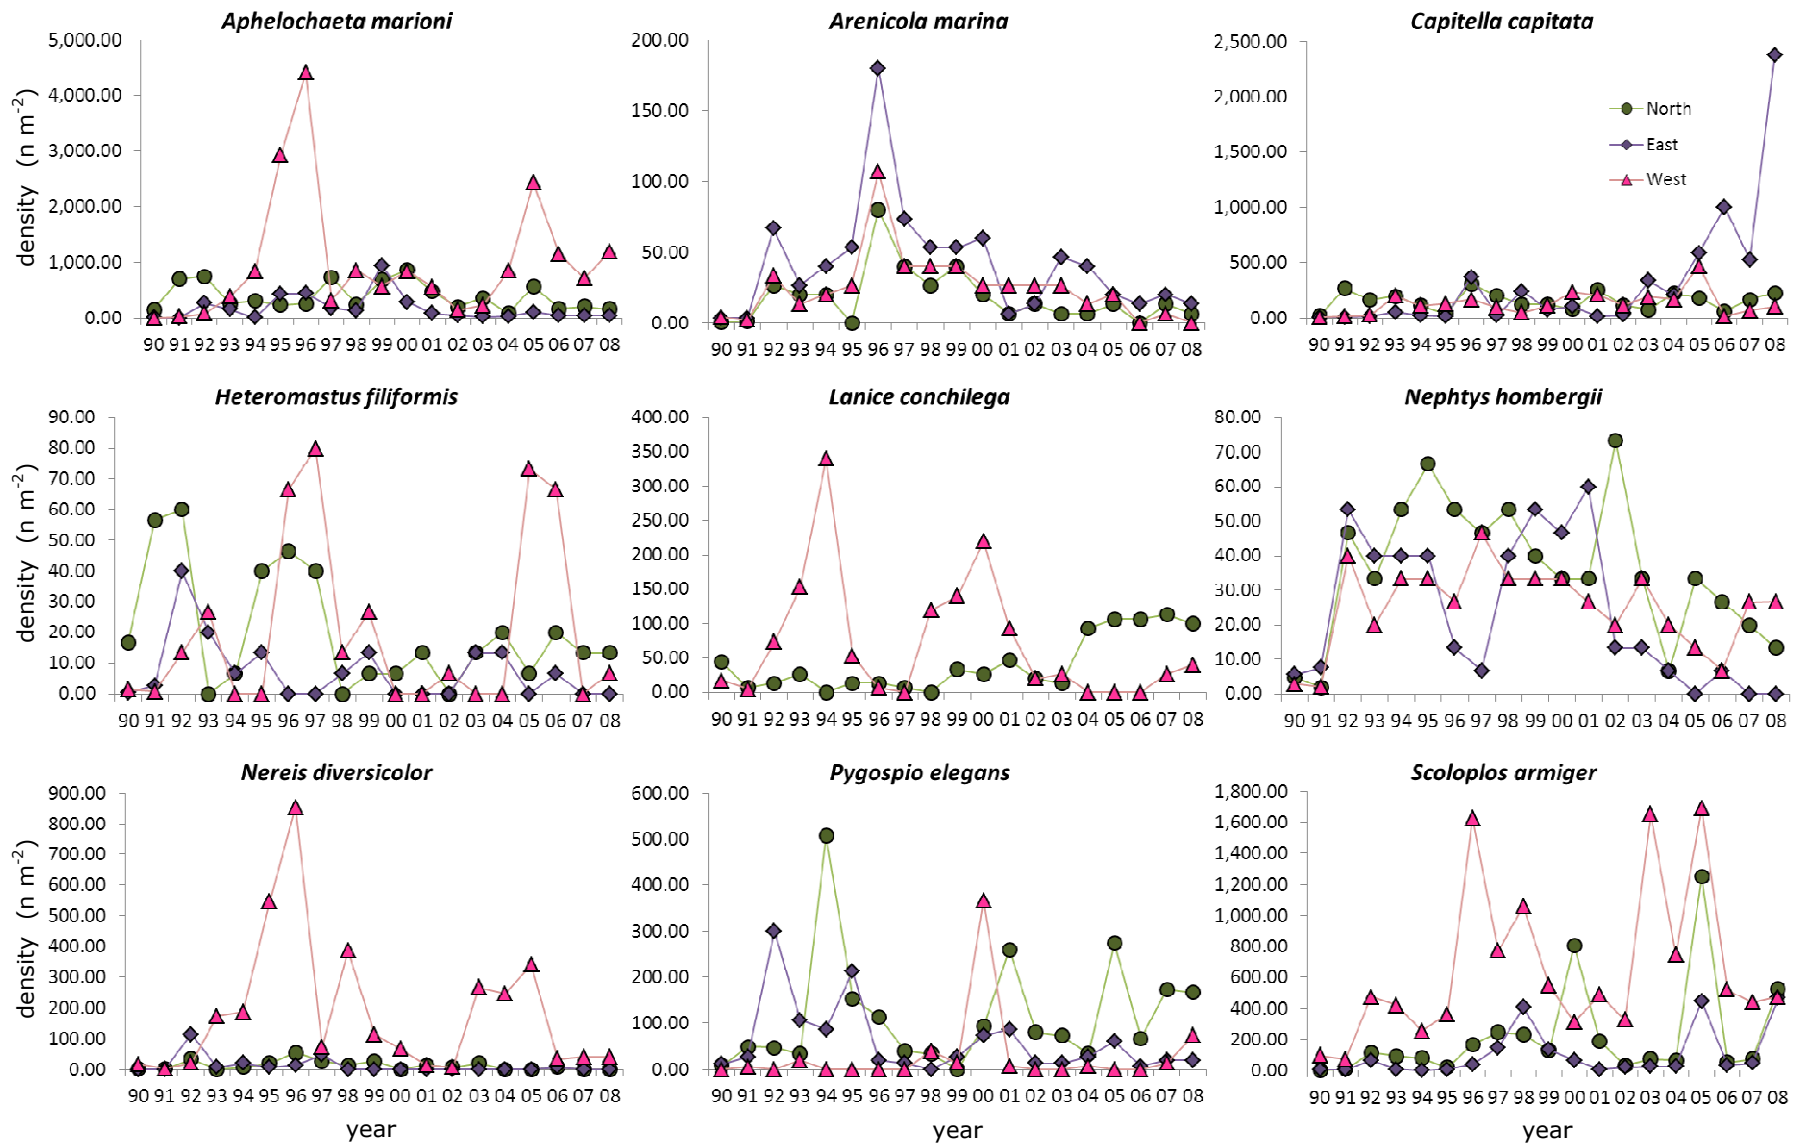 Aphelochaeta marioni
5,000.00
4,000.00
3,000.00
2,000.00
1,000.00
0.00
density (n m-2)
90 91 92 93 94 95 96 97 98 99 00 01 02 03 04 05 06 07 08
Arenicola marina
200.00
150.00
100.00
50.00
0.00
90 91 92 93 94 95 96 97 98 99 00 01 02 03 04 05 06 07 08
Capitella capitata
2,500.00
2,000.00
1,500.00
1,000.00
500.00
0.00
North
East
West
90 91 92 93 94 95 96 97 98 99 00 01 02 03 04 05 06 07 08
Heteromastus filiformis
90.00
80.00
70.00
60.00
50.00
40.00
30.00
20.00
10.00
0.00
density (n m-2)
90 91 92 93 94 95 96 97 98 99 00 01 02 03 04 05 06 07 08
Lanice conchilega
400.00
350.00
300.00
250.00
200.00
150.00
100.00
50.00
0.00
90 91 92 93 94 95 96 97 98 99 00 01 02 03 04 05 06 07 08
Nephtys hombergii
80.00
70.00
60.00
50.00
40.00
30.00
20.00
10.00
0.00
90 91 92 93 94 95 96 97 98 99 00 01 02 03 04 05 06 07 08
Nereis diversicolor
900.00
800.00
700.00
600.00
500.00
400.00
300.00
200.00
100.00
0.00
density (n m-2)
90 91 92 93 94 95 96 97 98 99 00 01 02 03 04 05 06 07 08
year
Pygospio elegans
600.00
500.00
400.00
300.00
200.00
100.00
0.00
90 91 92 93 94 95 96 97 98 99 00 01 02 03 04 05 06 07 08
year
Scoloplos armiger
1,800.00
1,600.00
1,400.00
1,200.00
1,000.00
800.00
600.00
400.00
200.00
0.00
90 91 92 93 94 95 96 97 98 99 00 01 02 03 04 05 06 07 08
year